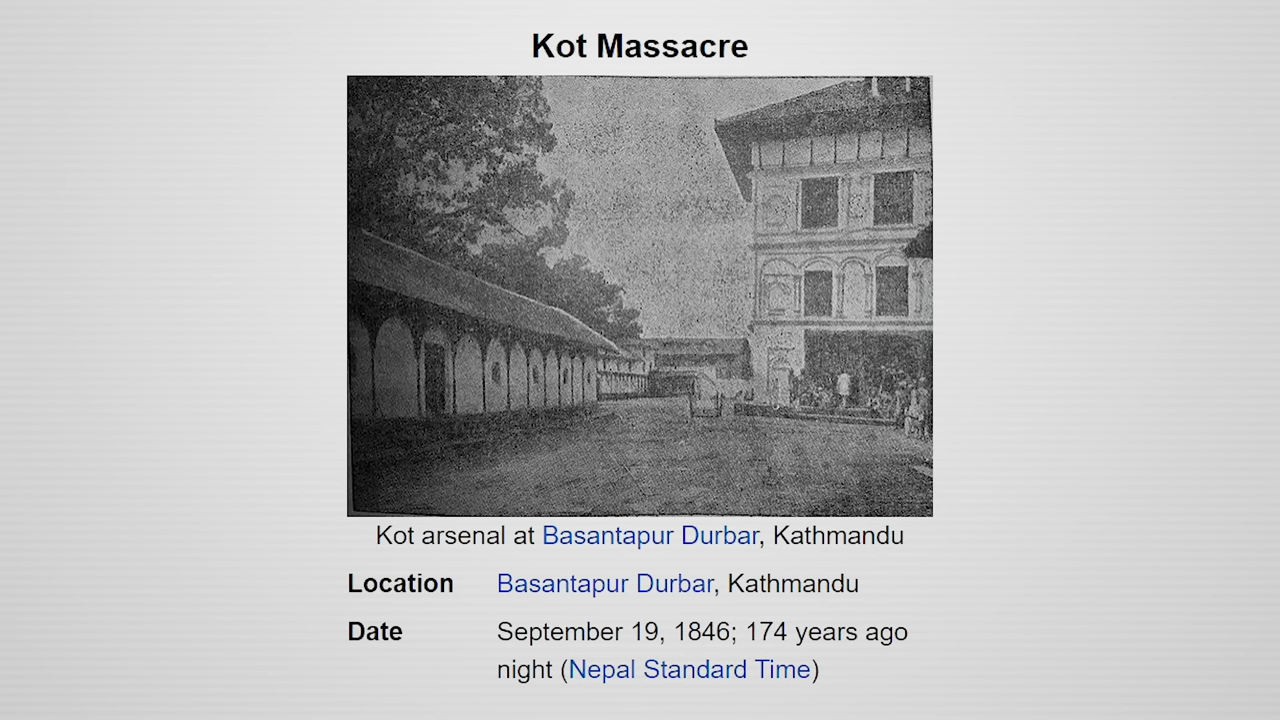 Kot Massacre
Kot arsenal at Basantapur Durbar, Kathmandu
Location Basantapur Durbar, Kathmandu
Date September 19, 1846; 174 years ago
night (Nepal Standard Time)